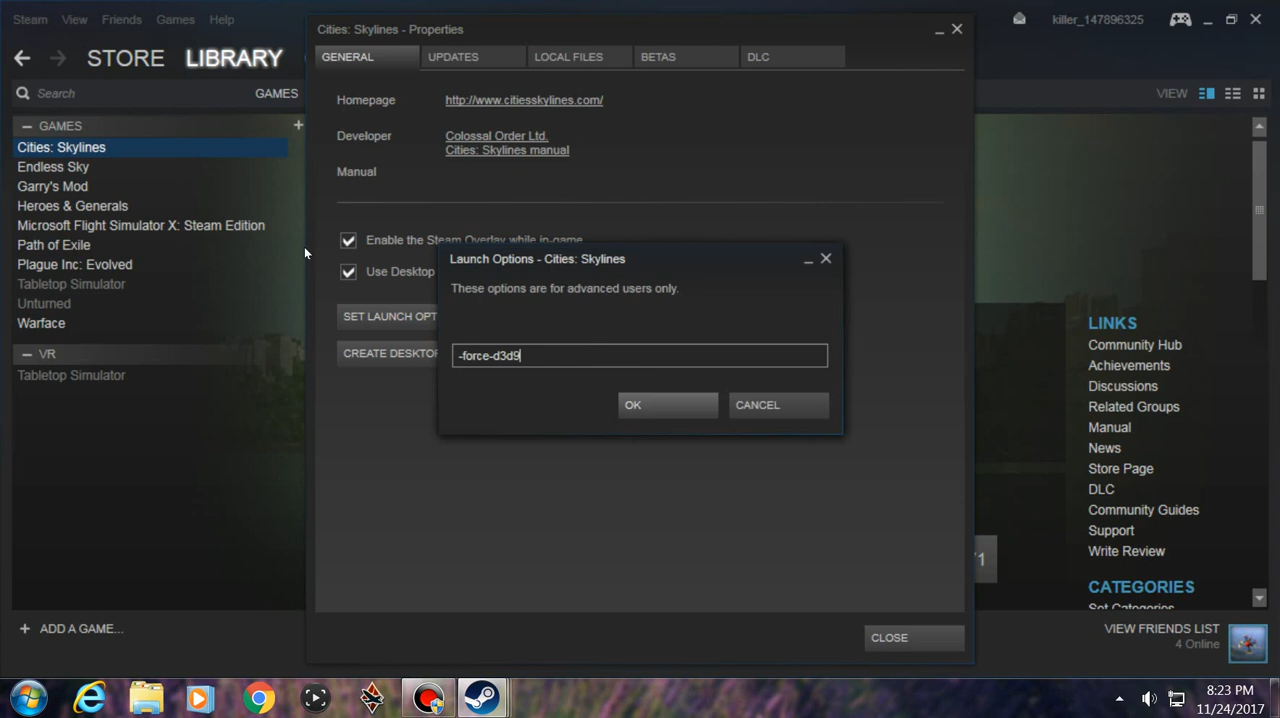 Steam View Friends Games Help
killer_147896325
STORE LIBRARY
Search GAMES
VIEW
— GAMES +
Cities: Skylines
Endless Sky
Garry's Mod
Heroes & Generals
Microsoft Flight Simulator X: Steam Edition
Path of Exile
Plague Inc: Evolved
Tabletop Simulator
Unturned
Warface
— VR
Tabletop Simulator
+ ADD A GAME...
Cities: Skylines - Properties
GENERAL UPDATES LOCAL FILES BETAS DLC
Homepage http://www.citiesskylines.com/
Developer Colossal Order Ltd.
Cities: Skylines manual
Manual
Enable the Steam Overlay while in-game
Use Desktop
SET LAUNCH OPT
CREATE DESKTOP
Launch Options - Cities: Skylines
These options are for advanced users only.
-force-d3d9
OK CANCEL
CLOSE
/1
LINKS
Community Hub
Achievements
Discussions
Related Groups
Manual
News
Store Page
DLC
Community Guides
Support
Write Review
CATEGORIES
Set Categories
VIEW FRIENDS LIST
4 Online
8:23 PM
11/24/2017